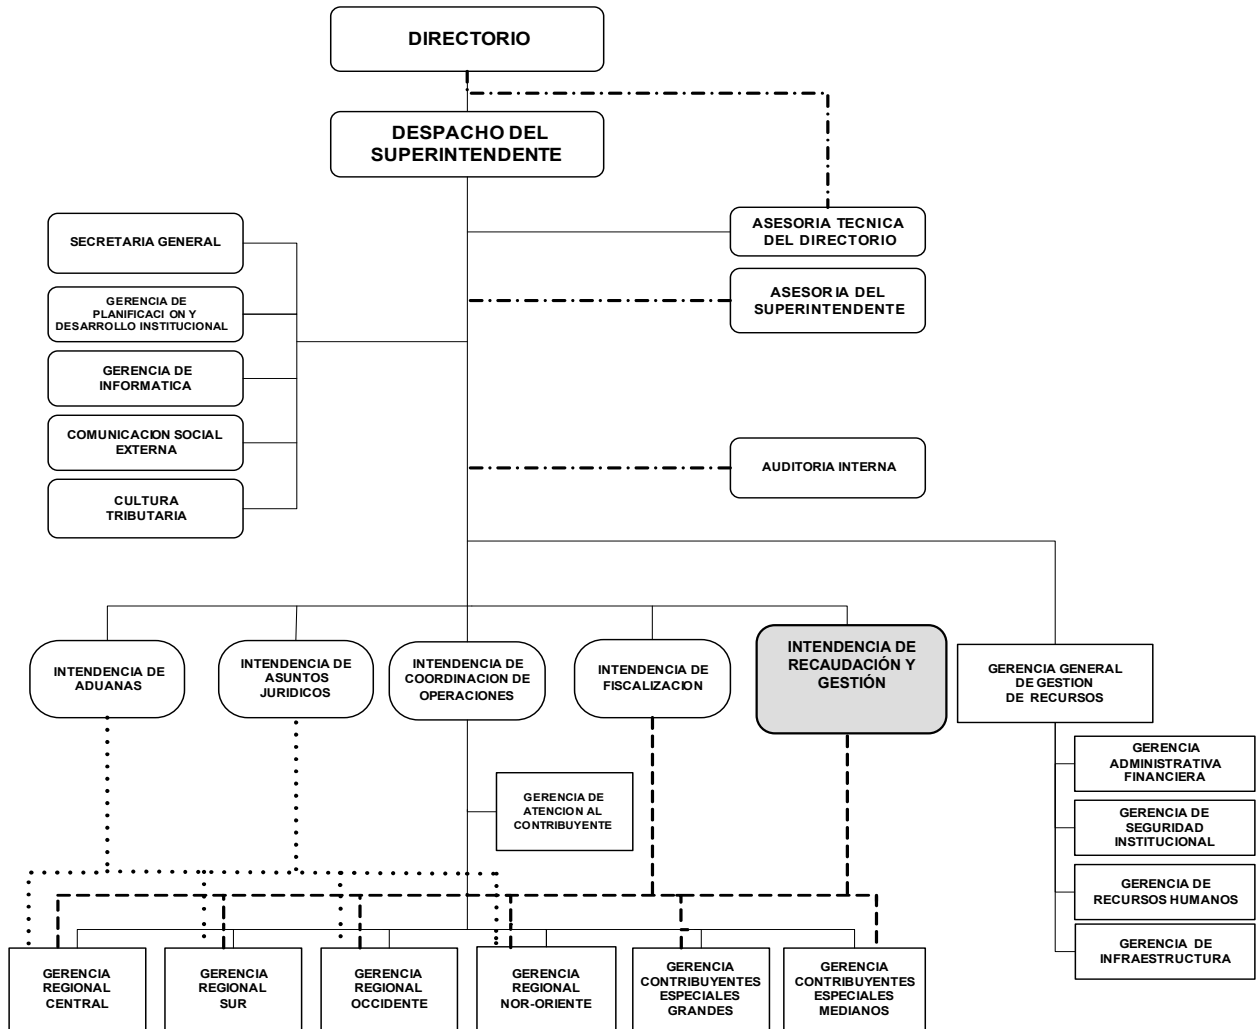 DIRECTORIO
DESPACHO DEL
SUPERINTENDENTE
ASESORIA TECNICA
DEL DIRECTORIO
SECRETARIA GENERAL
ASESORIA DEL
SUPERINTENDENTE
GERENCIA DE
PLANIFICACI ON Y
DESARROLLO INSTITUCIONAL
GERENCIA DE
INFORMATICA
COMUNICACION SOCIAL
EXTERNA
AUDITORIA INTERNA
CULTURA
TRIBUTARIA
INTENDENCIA DE
ADUANAS
INTENDENCIA DE
ASUNTOS
JURIDICOS
INTENDENCIA DE
COORDINACION DE
OPERACIONES
INTENDENCIA DE
FISCALIZACION
INTENDENCIA DE
RECAUDACIÓN Y
GESTIÓN
GERENCIA GENERAL
DE GESTION
DE RECURSOS
GERENCIA
ADMINISTRATIVA
FINANCIERA
GERENCIA DE
ATENCION AL
CONTRIBUYENTE
GERENCIA DE
SEGURIDAD
INSTITUCIONAL
GERENCIA DE
RECURSOS HUMANOS
GERENCIA DE
INFRAESTRUCTURA
GERENCIA
REGIONAL
CENTRAL
GERENCIA
REGIONAL
SUR
GERENCIA
REGIONAL
OCCIDENTE
GERENCIA
REGIONAL
NOR-ORIENTE
GERENCIA
CONTRIBUYENTES
ESPECIALES
GRANDES
GERENCIA
CONTRIBUYENTES
ESPECIALES
MEDIANOS